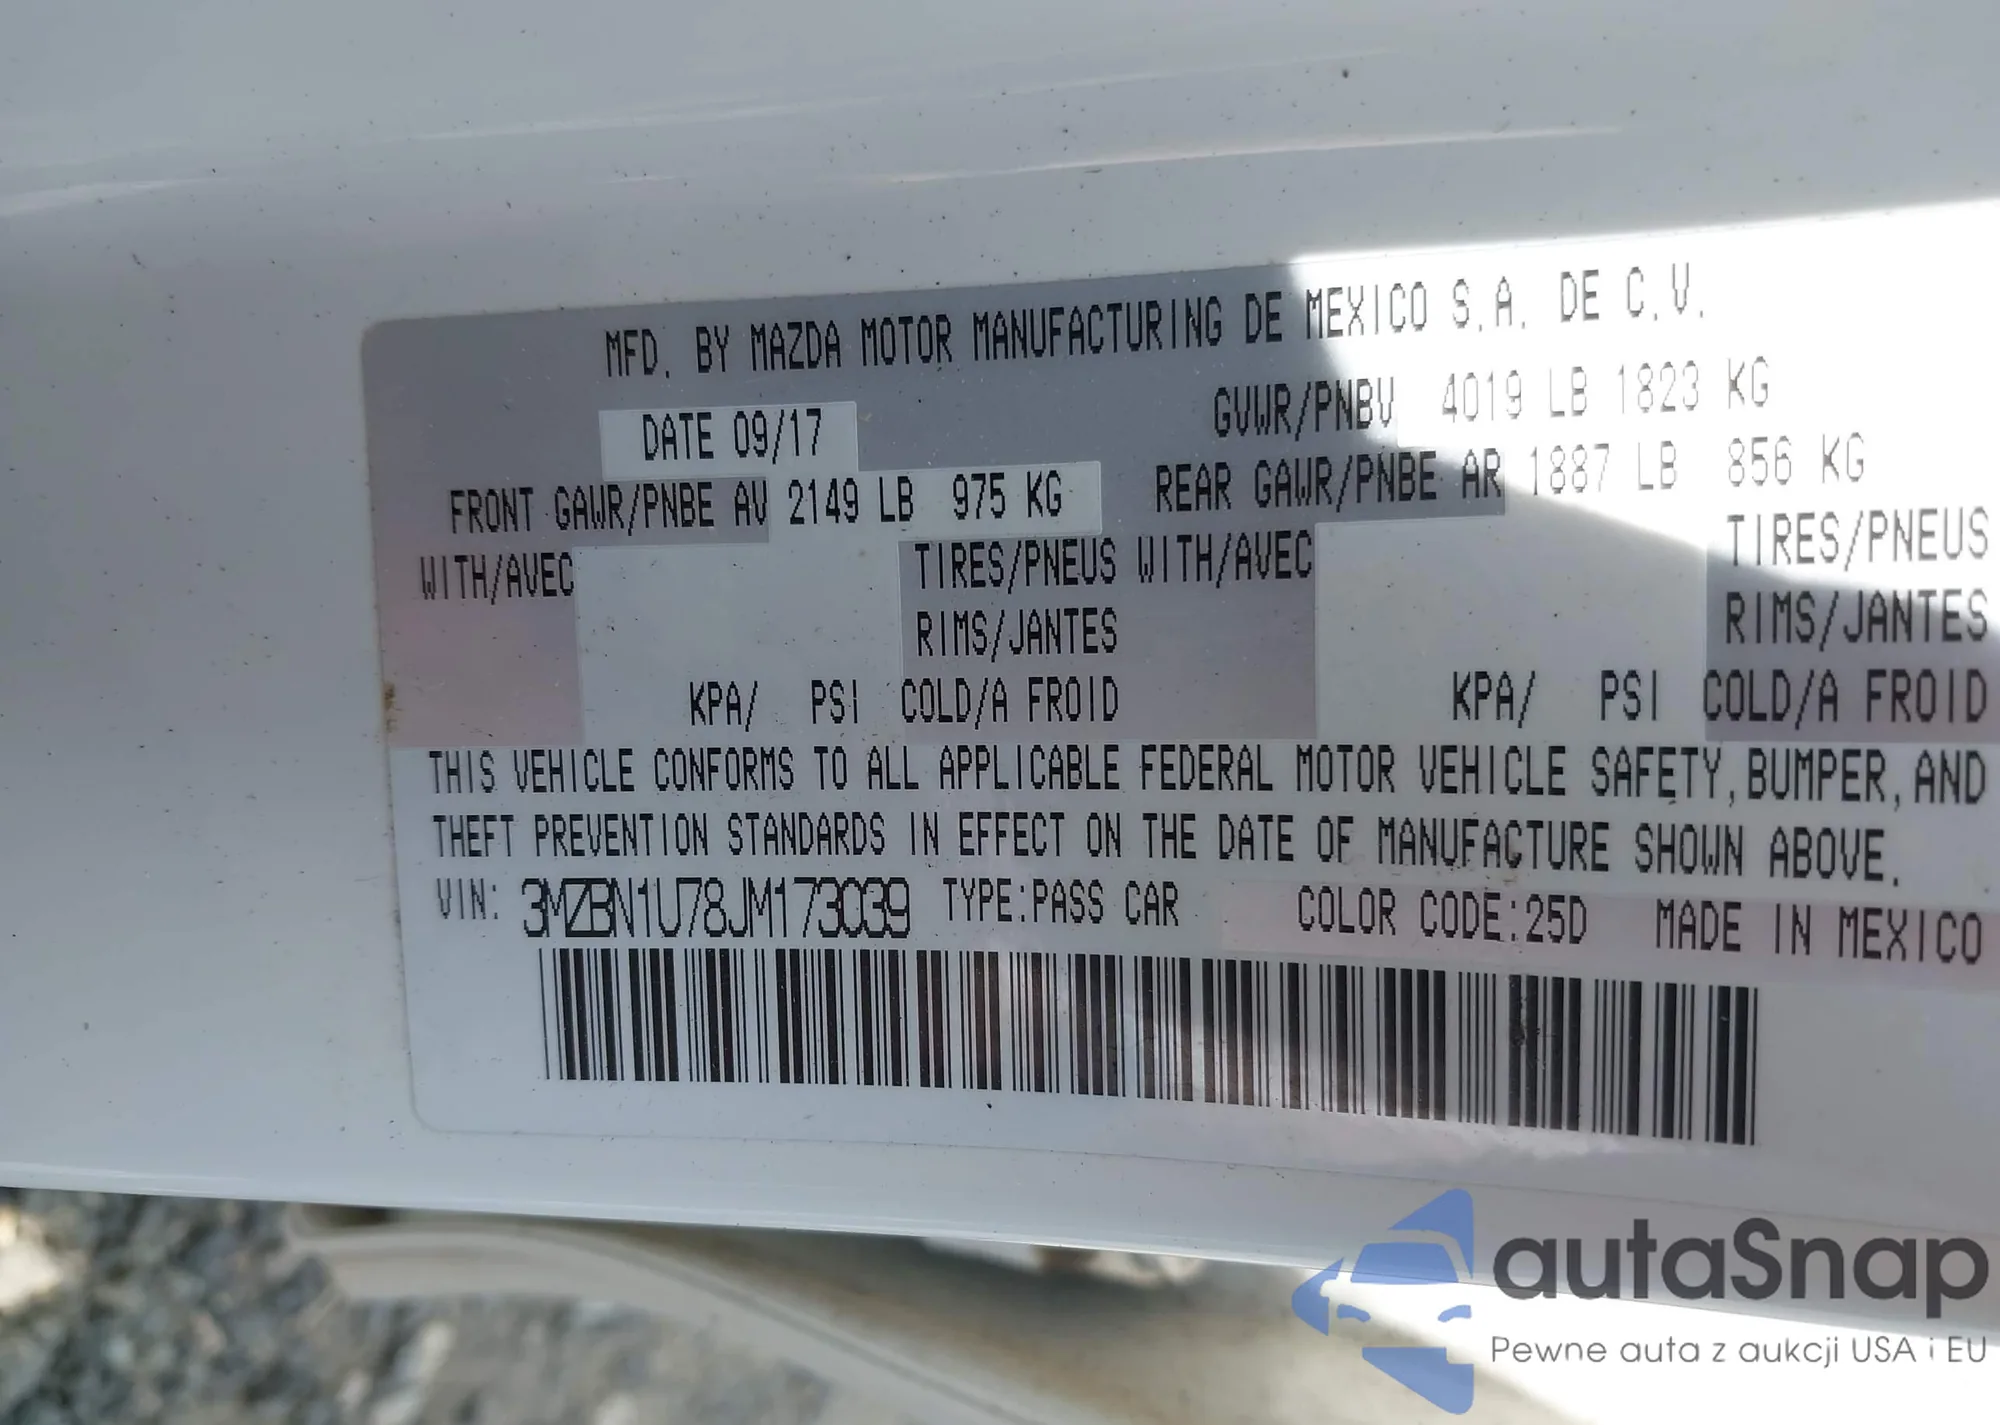 MFD. BY MAZDA MOTOR MANUFACTURING DE MEXICO S.A. DE C.V.
DATE 09/17 GVWR/PNBV 4019 LB 1823 KG
FRONT GAWR/PNBE AV 2149 LB 975 KG REAR GAWR/PNBE AR 1887 LB 856 KG
WITH/AVEC TIRES/PNEUS WITH/AVEC TIRES/PNEUS
RIMS/JANTES RIMS/JANTES
KPA/ PSI COLD/A FROID KPA/ PSI COLD/A FROID
THIS VEHICLE CONFORMS TO ALL APPLICABLE FEDERAL MOTOR VEHICLE SAFETY, BUMPER, AND
THEFT PREVENTION STANDARDS IN EFFECT ON THE DATE OF MANUFACTURE SHOWN ABOVE.
VIN: 3MZBN1U78JM173039 TYPE:PASS CAR COLOR CODE:25D MADE IN MEXICO
autaSnap
Pewne auta z aukcji USA i EU